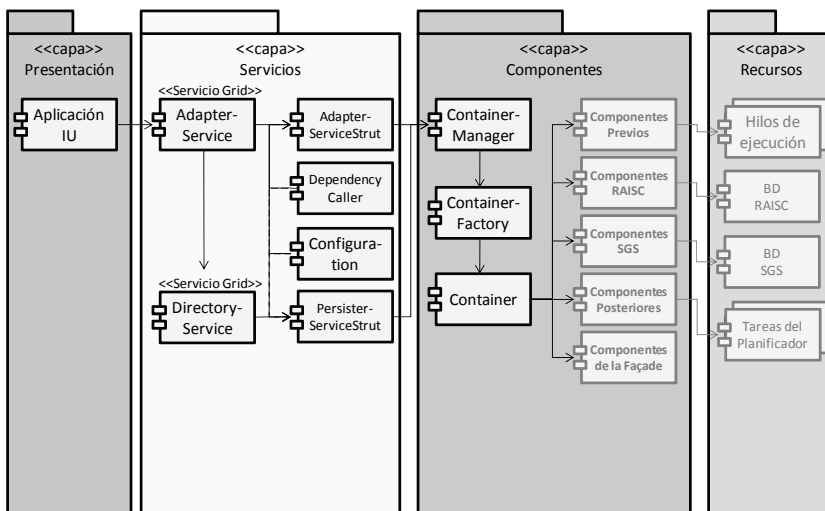 <<capa>>
Presentación
Aplicación
IU
<<capa>>
Servicios
<<Servicio Grid>>
Adapter-
Service
Adapter-
ServiceStrut
Dependency
Caller
Configura-
tion
<<Servicio Grid>>
Directory-
Service
Persister-
ServiceStrut
<<capa>>
Componentes
Container-
Manager
Container-
Factory
Container
Componentes
Previos
Componentes
RAISC
Componentes
SGS
Componentes
Posteriores
Componentes
de la Façade
<<capa>>
Recursos
Hilos de
ejecución
BD
RAISC
BD
SGS
Tareas del
Planificador